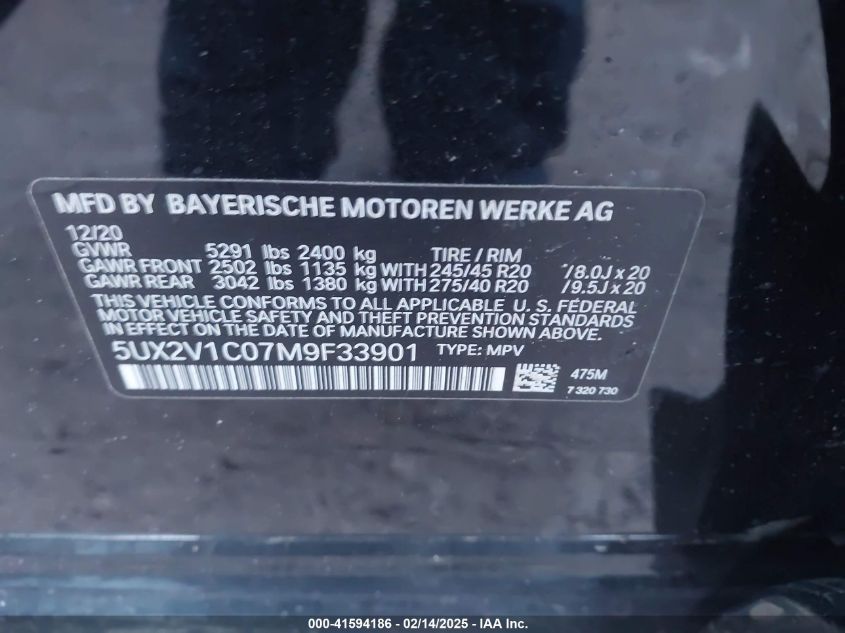 MFD BY BAYERISCHE MOTOREN WERKE AG
12/20
GVWR 5291 lbs 2400 kg TIRE / RIM
GAWR FRONT 2502 lbs 1135 kg WITH 245/45 R20 /8.0J x 20
GAWR REAR 3042 lbs 1380 kg WITH 275/40 R20 /9.5J x 20
THIS VEHICLE CONFORMS TO ALL APPLICABLE U. S. FEDERAL
MOTOR VEHICLE SAFETY AND THEFT PREVENTION STANDARDS
IN EFFECT ON THE DATE OF MANUFACTURE SHOWN ABOVE.
5UX2V1C07M9F33901 TYPE: MPV
475M
7 320 730
000-41594186 - 02/14/2025 - IAA Inc.